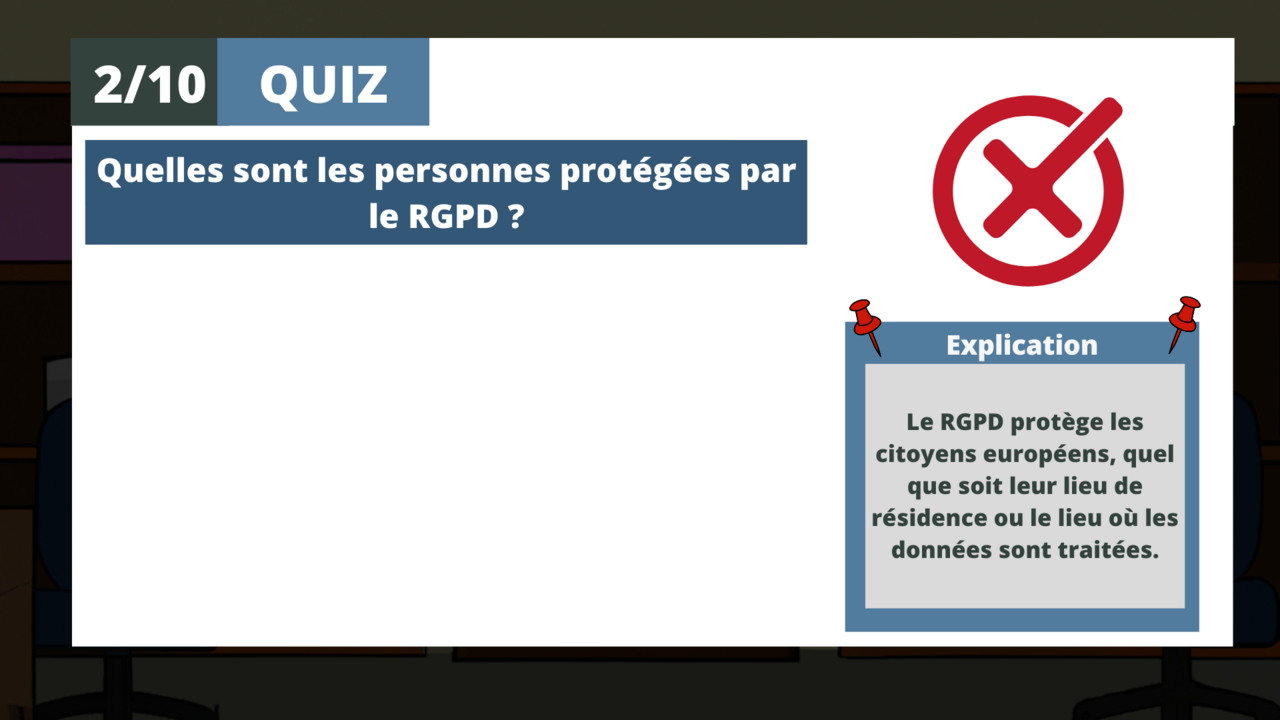 2/10 QUIZ
Quelles sont les personnes protégées par
le RGPD ?
Explication
Le RGPD protège les
citoyens européens, quel
que soit leur lieu de
résidence ou le lieu où les
données sont traitées.